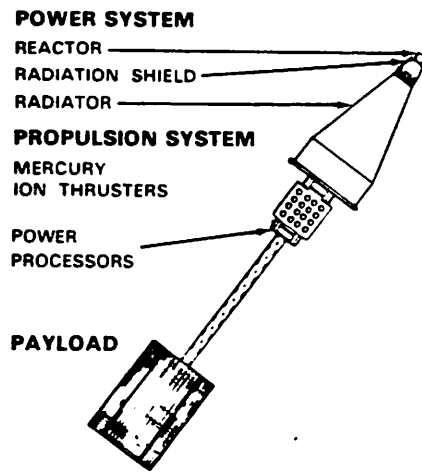 POWER SYSTEM
REACTOR
RADIATION SHIELD
RADIATOR
PROPULSION SYSTEM
MERCURY
ION THRUSTERS
POWER
PROCESSORS
PAYLOAD